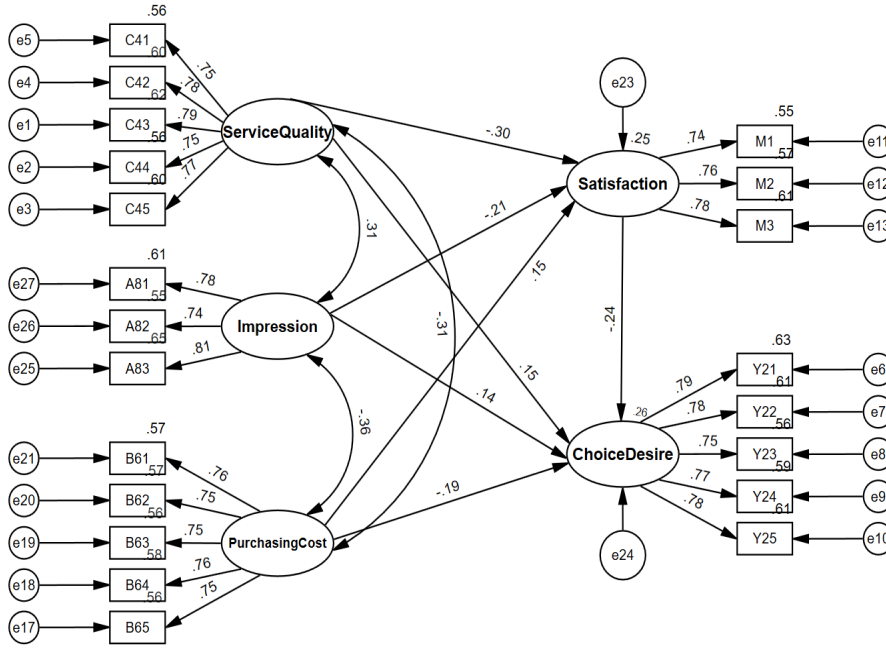 .56
e5 C41
.60
.75
e4 C42 .78
.62
e1 C43 .79
.56
ServiceQuality
e2 C44 .75
.60
.77
e3 C45
e23
.25
-.30
.55
.74 M1 e11
.57
Satisfaction
.76 M2 e12
.61
.78 M3 e13
-.21
.31
.15
.61
e27 A81 .78
.55
e26 A82 .74
Impression
.65
e25 A83 .81
-.31
-.24
.15
.14
-.36
.63
.79 Y21 e6
.61
.26 .78 Y22 e7
.56
ChoiceDesire
.75 Y23 e8
.59
.77 Y24 e9
.61
.78 Y25 e10
e24
-.19
.57
e21 B61 .76
.57
e20 B62 .75
.56
e19 B63 .75
PurchasingCost
.58
e18 B64 .76
.56
.75
e17 B65